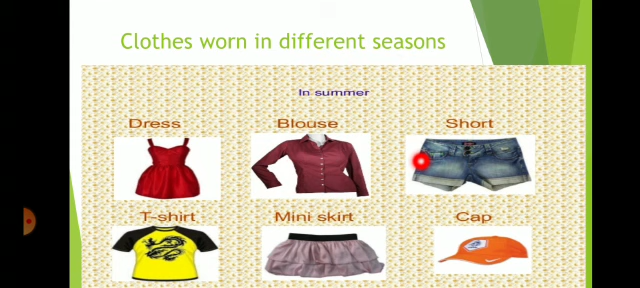 Clothes worn in different seasons
In summer
Dress Blouse Short
T-shirt Mini skirt Cap